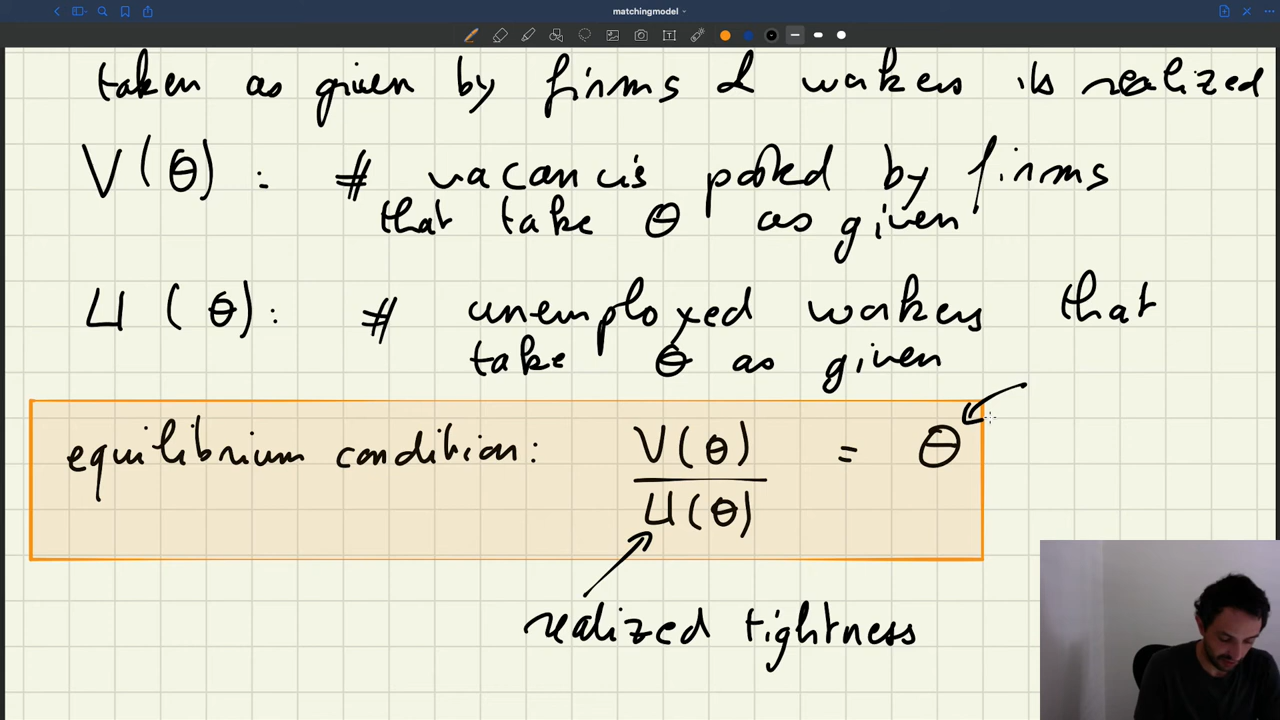 matchingmodel
taken as given by firms & workers is realized
V(θ): # vacancies posted by firms
that take θ as given
U(θ): # unemployed workers that
take θ as given
equilibrium condition: V(θ)/U(θ) = θ
realized tightness